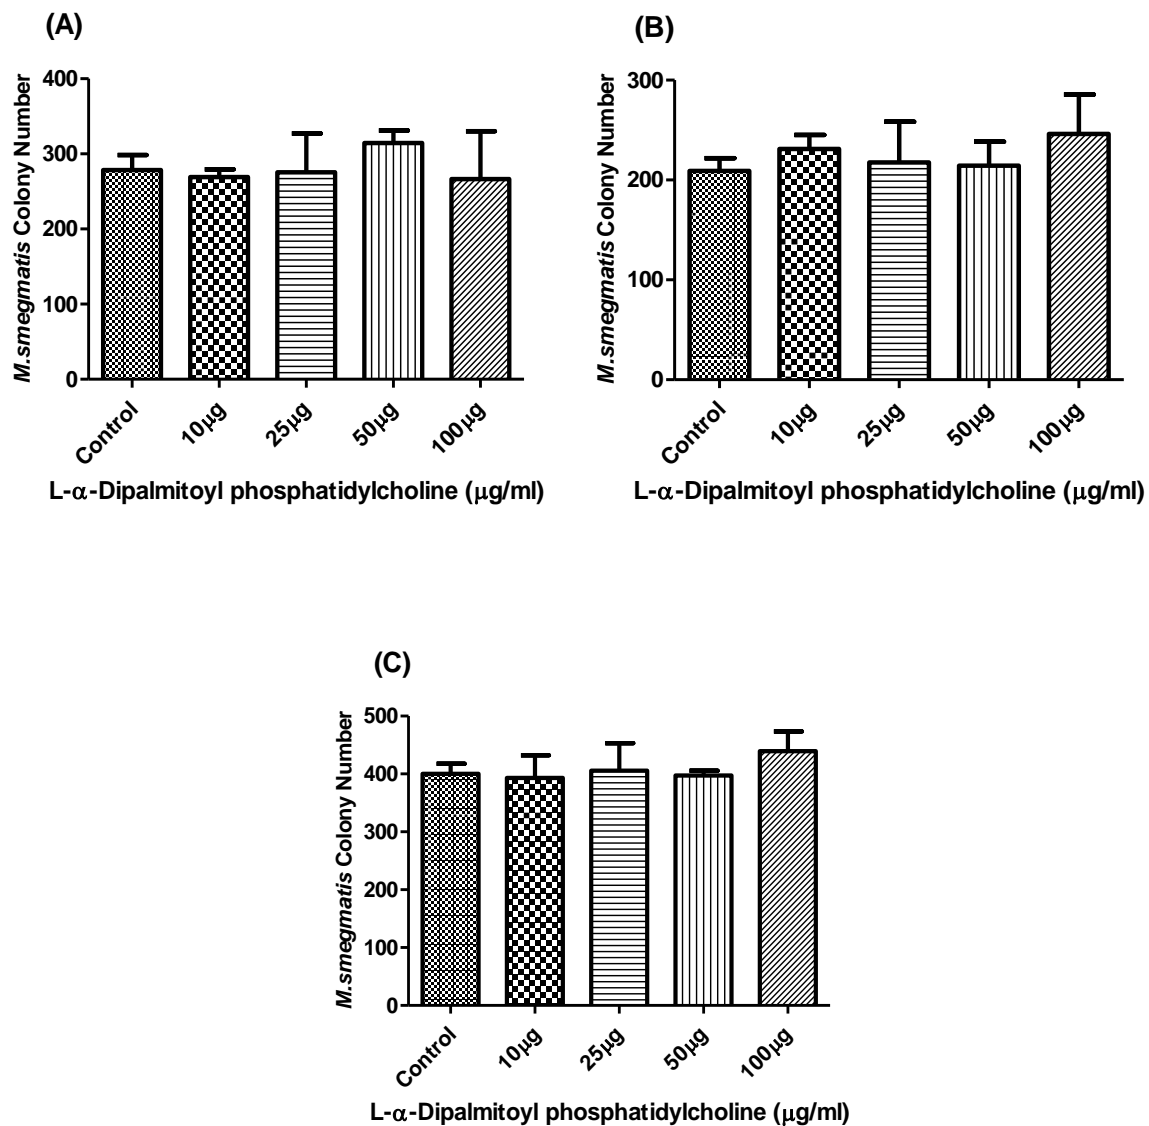 (A)
M.smegmatis Colony Number
400
300
200
100
0
Control
10µg
25µg
50µg
100µg
L-α-Dipalmitoyl phosphatidylcholine (µg/ml)
(B)
M.smegmatis Colony Number
300
200
100
0
Control
10µg
25µg
50µg
100µg
L-α-Dipalmitoyl phosphatidylcholine (µg/ml)
(C)
M.smegmatis Colony Number
500
400
300
200
100
0
Control
10µg
25µg
50µg
100µg
L-α-Dipalmitoyl phosphatidylcholine (µg/ml)